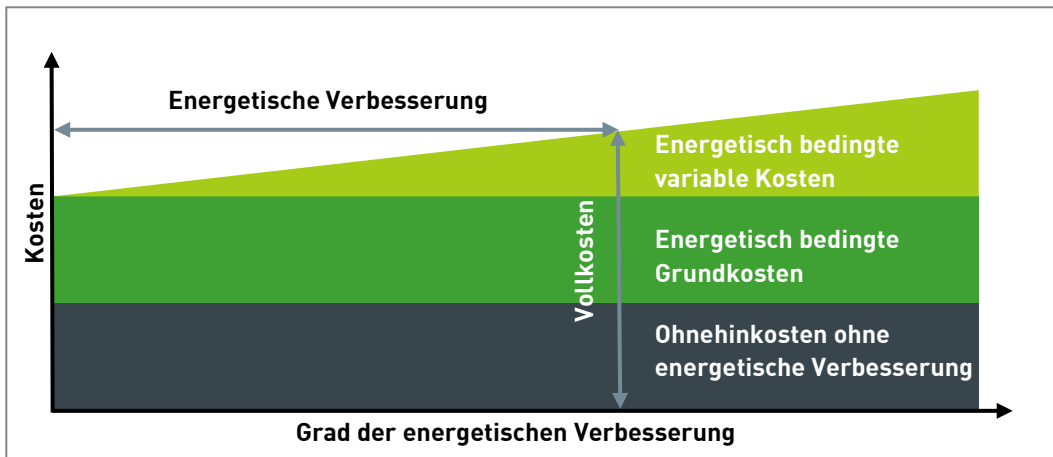 Energetische Verbesserung
Energetisch bedingte
variable Kosten
Kosten
Vollkosten
Energetisch bedingte
Grundkosten
Ohnehinkosten ohne
energetische Verbesserung
Grad der energetischen Verbesserung